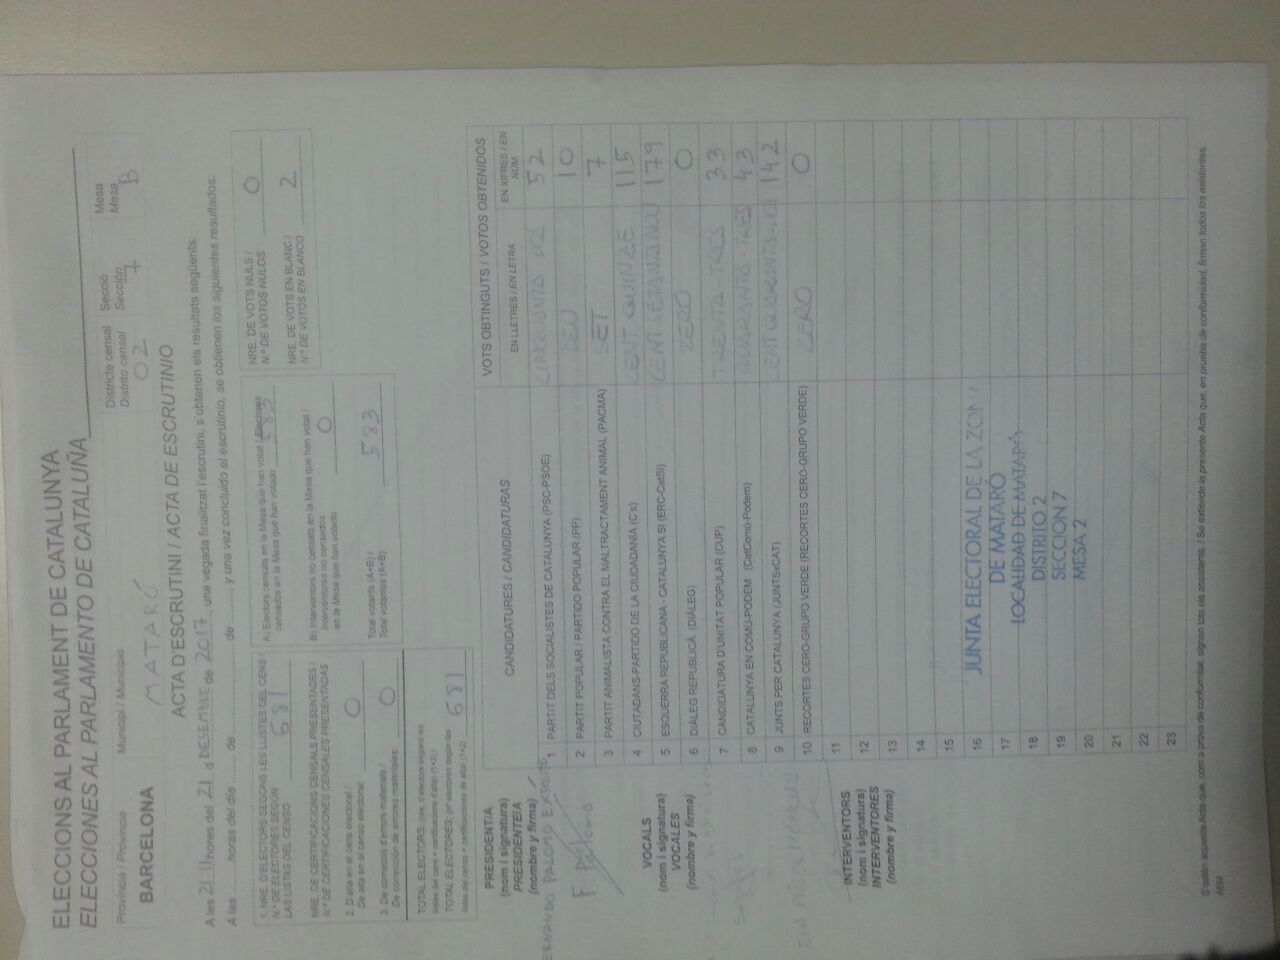 ELECCIONS AL PARLAMENT DE CATALUNYA
ELECCIONES AL PARLAMENTO DE CATALUÑA
Província / Provincia
BARCELONA
Municipi / Municipio
MATARÓ
Districte censal
Distrito censal
02
Secció
Sección
7
Mesa
Mesa
B
ACTA D'ESCRUTINI / ACTA DE ESCRUTINIO
A les 21:11 hores del 21 d DESEMBRE de 2017, una vegada finalitzat l'escrutini, s'obtenen els resultats següents:
A las ........ horas del día ........ de ........ de ........, y una vez concluido el escrutinio, se obtienen los siguientes resultados:
1. NRE. D'ELECTORS SEGONS LES LLISTES DEL CENS /
N.º DE ELECTORES SEGÚN
LAS LISTAS DEL CENSO
681
NRE. DE CERTIFICACIONS CENSALS PRESENTADES /
N.º DE CERTIFICACIONES CENSALES PRESENTADAS
2. D'alta en el cens electoral /
De alta en el censo electoral
0
3. De correcció d'errors materials /
De corrección de errores materiales
0
TOTAL ELECTORS: (nre. d'electors segons les
llistes del cens + certificacions d'alta) (1+2) /
TOTAL ELECTORES: (nº electores según las
listas del censo + certificaciones de alta) (1+2)
681
A) Electors censats en la Mesa que han votat / Electores
censados en la Mesa que han votado
583
B) Interventors no censats en la Mesa que han votat /
Interventores no censados
en la Mesa que han votado
0
Total votants (A+B) /
Total votantes (A+B)
583
NRE. DE VOTS NULS /
N.º DE VOTOS NULOS
0
NRE. DE VOTS EN BLANC /
N.º DE VOTOS EN BLANCO
2
CANDIDATURES / CANDIDATURAS
VOTS OBTINGUTS / VOTOS OBTENIDOS
EN LLETRES / EN LETRA
EN XIFRES / EN NÚM.
1 PARTIT DELS SOCIALISTES DE CATALUNYA (PSC-PSOE) CINQUANTA DOS 52
2 PARTIT POPULAR / PARTIDO POPULAR (PP) DEU 10
3 PARTIT ANIMALISTA CONTRA EL MALTRACTAMENT ANIMAL (PACMA) SET 7
4 CIUTADANS-PARTIDO DE LA CIUDADANÍA (C's) CENT QUINZE 115
5 ESQUERRA REPUBLICANA - CATALUNYA SÍ (ERC-CatSí) CENT SETANZANOU 179
6 DIÀLEG REPUBLICÀ (DIÀLEG) ZERO 0
7 CANDIDATURA D'UNITAT POPULAR (CUP) TRENTA TRES 33
8 CATALUNYA EN COMÚ-PODEM (CatComú-Podem) QUARANTA-TRES 43
9 JUNTS PER CATALUNYA (JUNTSxCAT) CENT QUARANTA-DOS 142
10 RECORTES CERO-GRUPO VERDE (RECORTES CERO-GRUPO VERDE) ZERO 0
11
12
13
14
15
16
17
18
19
20
21
22
23
JUNTA ELECTORAL DE LA ZONA
DE MATARÓ
LOCALIDAD DE MATARÓ
DISTRITO 2
SECCION 7
MESA 2
PRESIDENT/A
(nom i signatura)
PRESIDENTE/A
(nombre y firma)
FERNANDO PALOMO EXPÓSITO
F. Palomo
VOCALS
(nom i signatura)
VOCALES
(nombre y firma)
INTERVENTORS
(nom i signatura)
INTERVENTORES
(nombre y firma)
S'estén aquesta Acta que, com a prova de conformitat, signen tots els assistents. / Se extiende la presente Acta que, en prueba de conformidad, firman todos los asistentes.